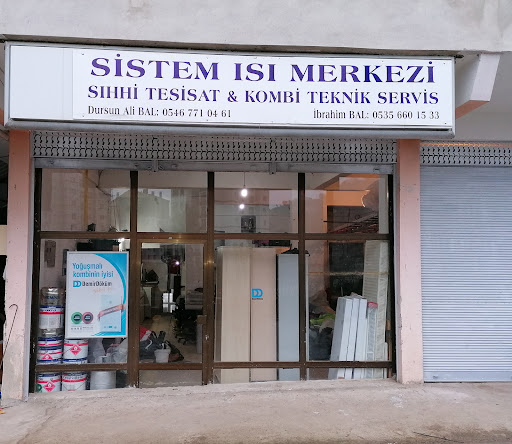 SİSTEM ISI MERKEZİ
SIHHİ TESİSAT & KOMBİ TEKNİK SERVİS
Dursun Ali BAL: 0546 771 04 61 Ibrahim BAL: 0535 660 15 33
Yoğuşmalı
kombinin iyisi
DemirDöküm